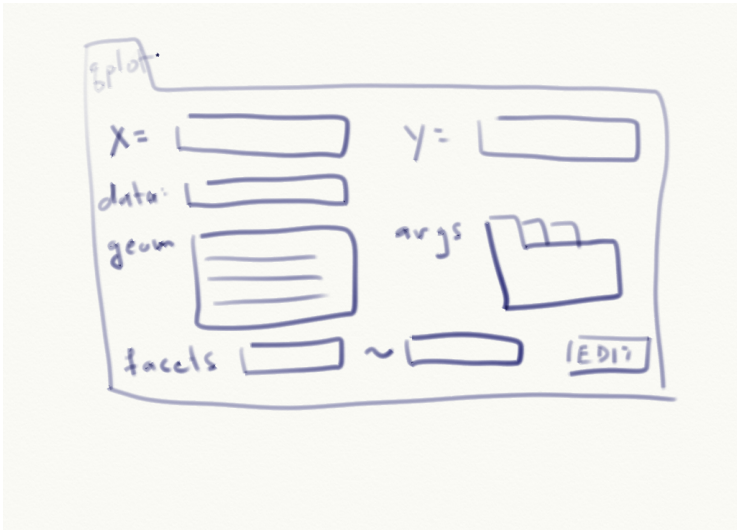 qplot
X= Y=
data:
geom args
facets ~
EDIT